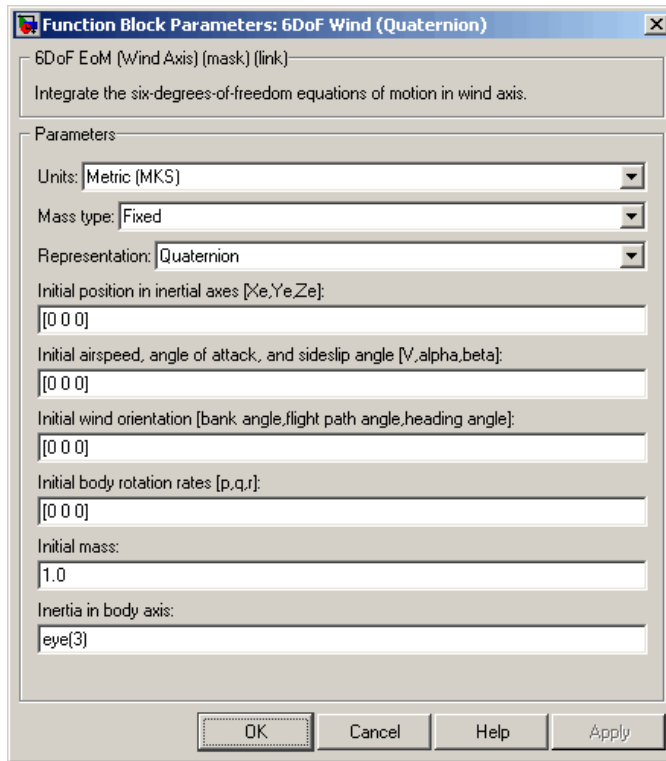 Function Block Parameters: 6DoF Wind (Quaternion)
6DoF EoM (Wind Axis) (mask) (link)
Integrate the six-degrees-of-freedom equations of motion in wind axis.
Parameters
Units: Metric (MKS)
Mass type: Fixed
Representation: Quaternion
Initial position in inertial axes [Xe,Ye,Ze]:
[0 0 0]
Initial airspeed, angle of attack, and sideslip angle [V,alpha,beta]:
[0 0 0]
Initial wind orientation [bank angle,flight path angle,heading angle]:
[0 0 0]
Initial body rotation rates [p,q,r]:
[0 0 0]
Initial mass:
1.0
Inertia in body axis:
eye(3)
OK Cancel Help Apply